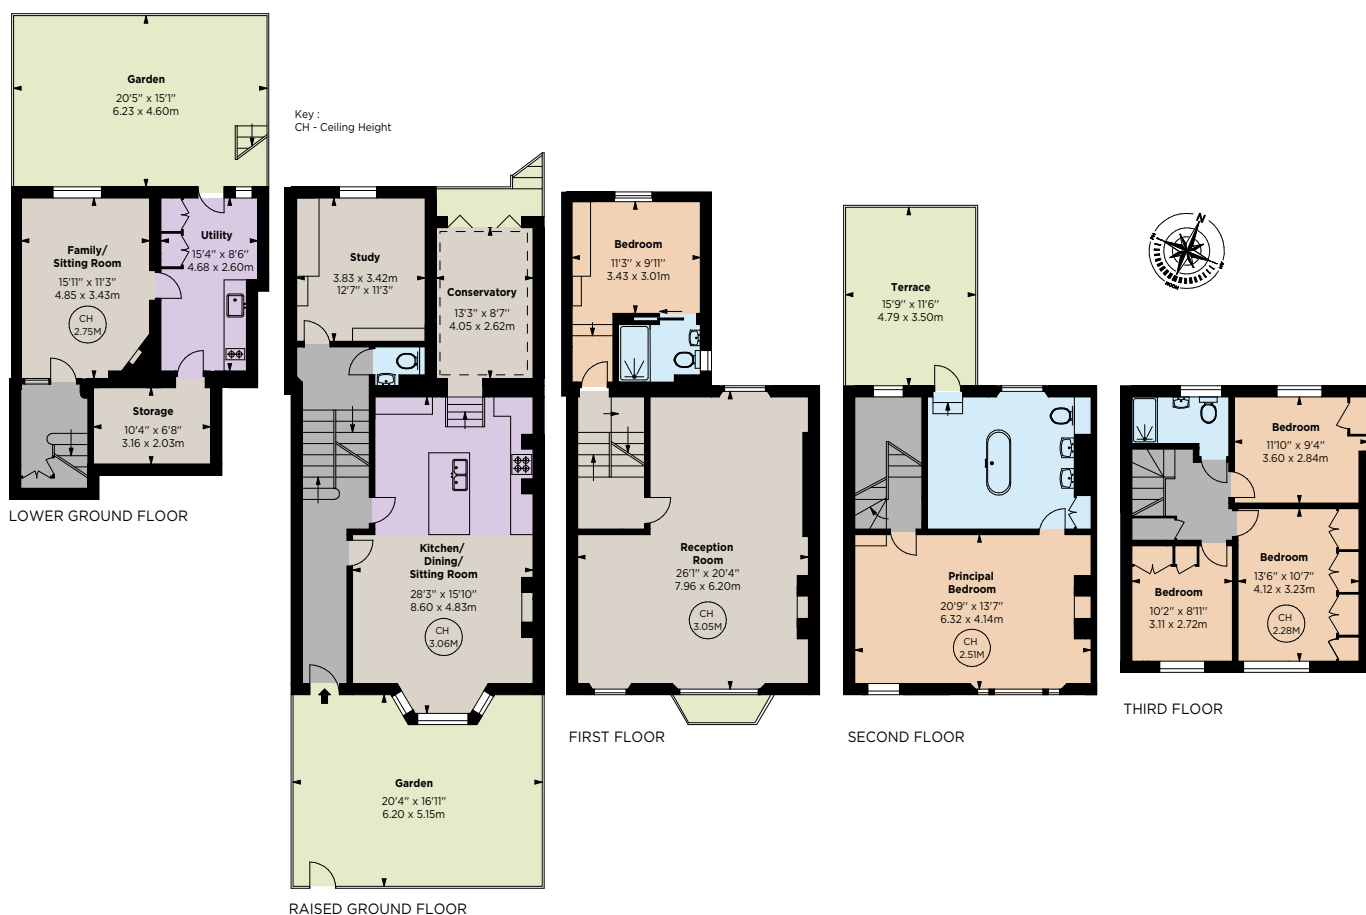 Garden
20'5" x 15'1"
6.23 x 4.60m
Key :
CH - Ceiling Height
Family/
Sitting Room
15'11" x 11'3"
4.85 x 3.43m
CH
2.75M
Utility
15'4" x 8'6"
4.68 x 2.60m
Storage
10'4" x 6'8"
3.16 x 2.03m
LOWER GROUND FLOOR
Study
3.83 x 3.42m
12'7" x 11'3"
Conservatory
13'3" x 8'7"
4.05 x 2.62m
Kitchen/
Dining/
Sitting Room
28'3" x 15'10"
8.60 x 4.83m
CH
3.06M
Garden
20'4" x 16'11"
6.20 x 5.15m
RAISED GROUND FLOOR
Bedroom
11'3" x 9'11"
3.43 x 3.01m
Reception
Room
26'1" x 20'4"
7.96 x 6.20m
CH
3.05M
FIRST FLOOR
Terrace
15'9" x 11'6"
4.79 x 3.50m
Principal
Bedroom
20'9" x 13'7"
6.32 x 4.14m
CH
2.51M
SECOND FLOOR
N
Bedroom
11'10" x 9'4"
3.60 x 2.84m
Bedroom
13'6" x 10'7"
4.12 x 3.23m
CH
2.28M
Bedroom
10'2" x 8'11"
3.11 x 2.72m
THIRD FLOOR